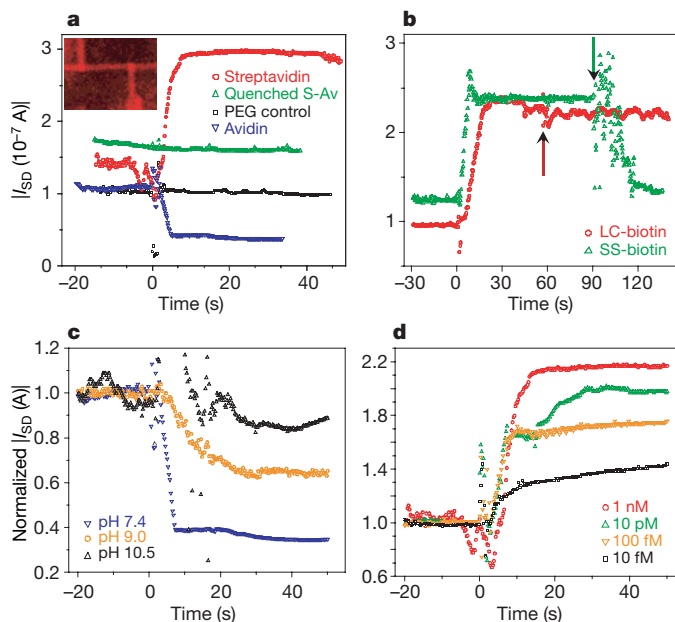 a
3
2
1
0
|I_SD| (10⁻⁷ A)
Streptavidin
Quenched S-Av
PEG control
Avidin
−20 0 20 40
Time (s)
b
3
2
1
LC-biotin
SS-biotin
−30 0 30 60 90 120 150
Time (s)
c
1.2
1.0
0.8
0.6
0.4
0.2
Normalized |I_SD (A)|
pH 7.4
pH 9.0
pH 10.5
−20 0 20 40
Time (s)
d
2.2
1.8
1.4
1.0
0.6
1 nM
10 pM
100 fM
10 fM
−20 0 20 40
Time (s)